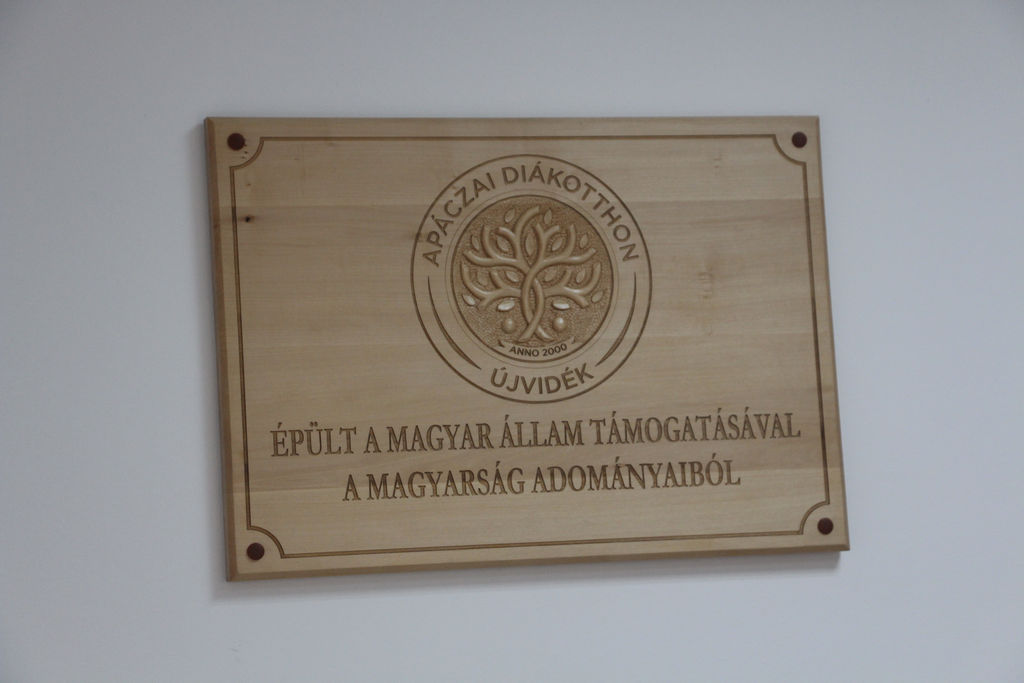 APÁCZAI DIÁKOTTHON
ANNO 2000
ÚJVIDÉK
ÉPÜLT A MAGYAR ÁLLAM TÁMOGATÁSÁVAL
A MAGYARSÁG ADOMÁNYAIBÓL